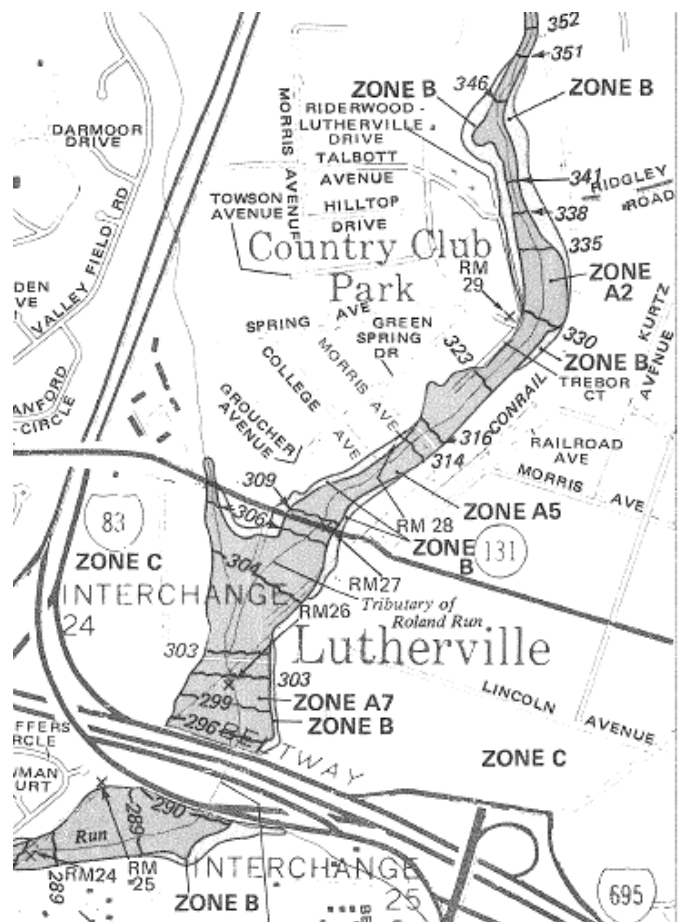 352
351
346
ZONE B
ZONE B
MORRIS AVENUE
RIDERWOOD -
LUTHERVILLE
DRIVE
DARMOOR
DRIVE
TALBOTT
AVENUE
341
RIDGLEY
ROAD
TOWSON
AVENUE
HILLTOP
DRIVE
338
335
Country Club
Park
RM
29
ZONE
A2
VALLEY FIELD RD
KURTZ
AVENUE
SPRING AVE
GREEN
SPRING
DR
330
ZONE B
323
TREBOR
CT
MORRIS AVE
COLLEGE
AVE
GROUCHER
AVENUE
CONRAIL
CIRCLE
316
314
RAILROAD
AVE
MORRIS AVE
309
306
RM 28
ZONE A5
83
ZONE
B
131
ZONE C
304
RM27
INTERCHANGE
24
RM26
Tributary of
Roland Run
Lutherville
303
303
299
ZONE A7
LINCOLN AVENUE
296
ZONE B
BELTWAY
ZONE C
290
289
Run
RM24
RM
25
289
INTERCHANGE
25
ZONE B
695